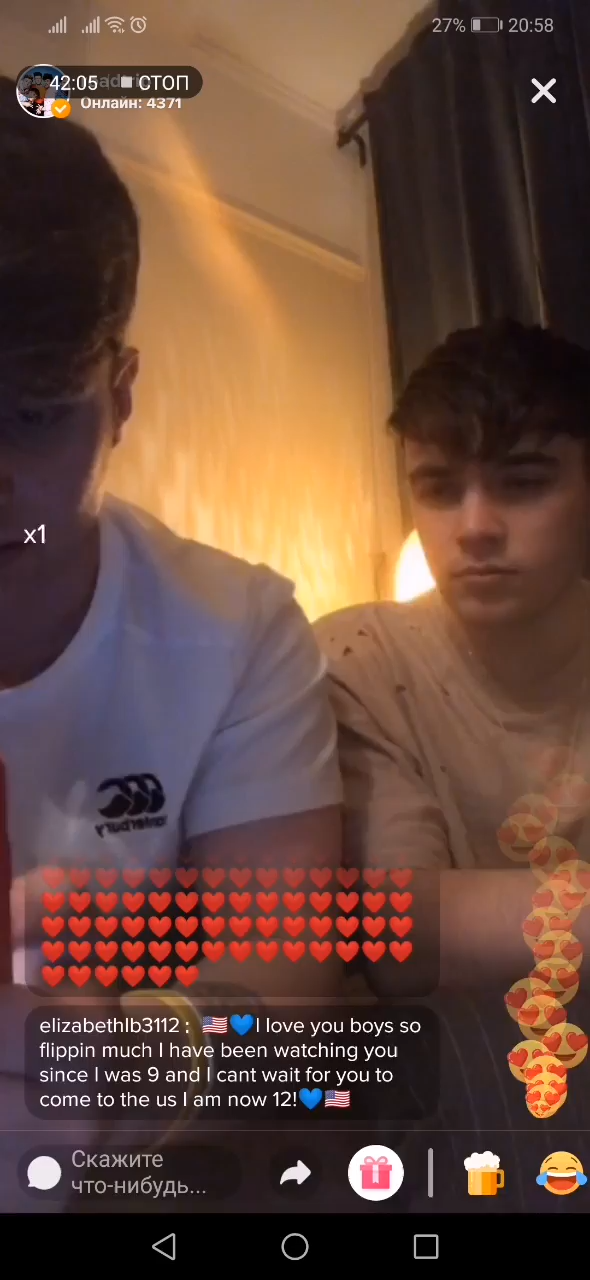 27% 20:58
42:05 СТОП
Онлайн: 4371
x1
elizabethlb3112 : 🇺🇸💙I love you boys so
flippin much I have been watching you
since I was 9 and I cant wait for you to
come to the us I am now 12!💙🇺🇸
Скажите
что-нибудь...